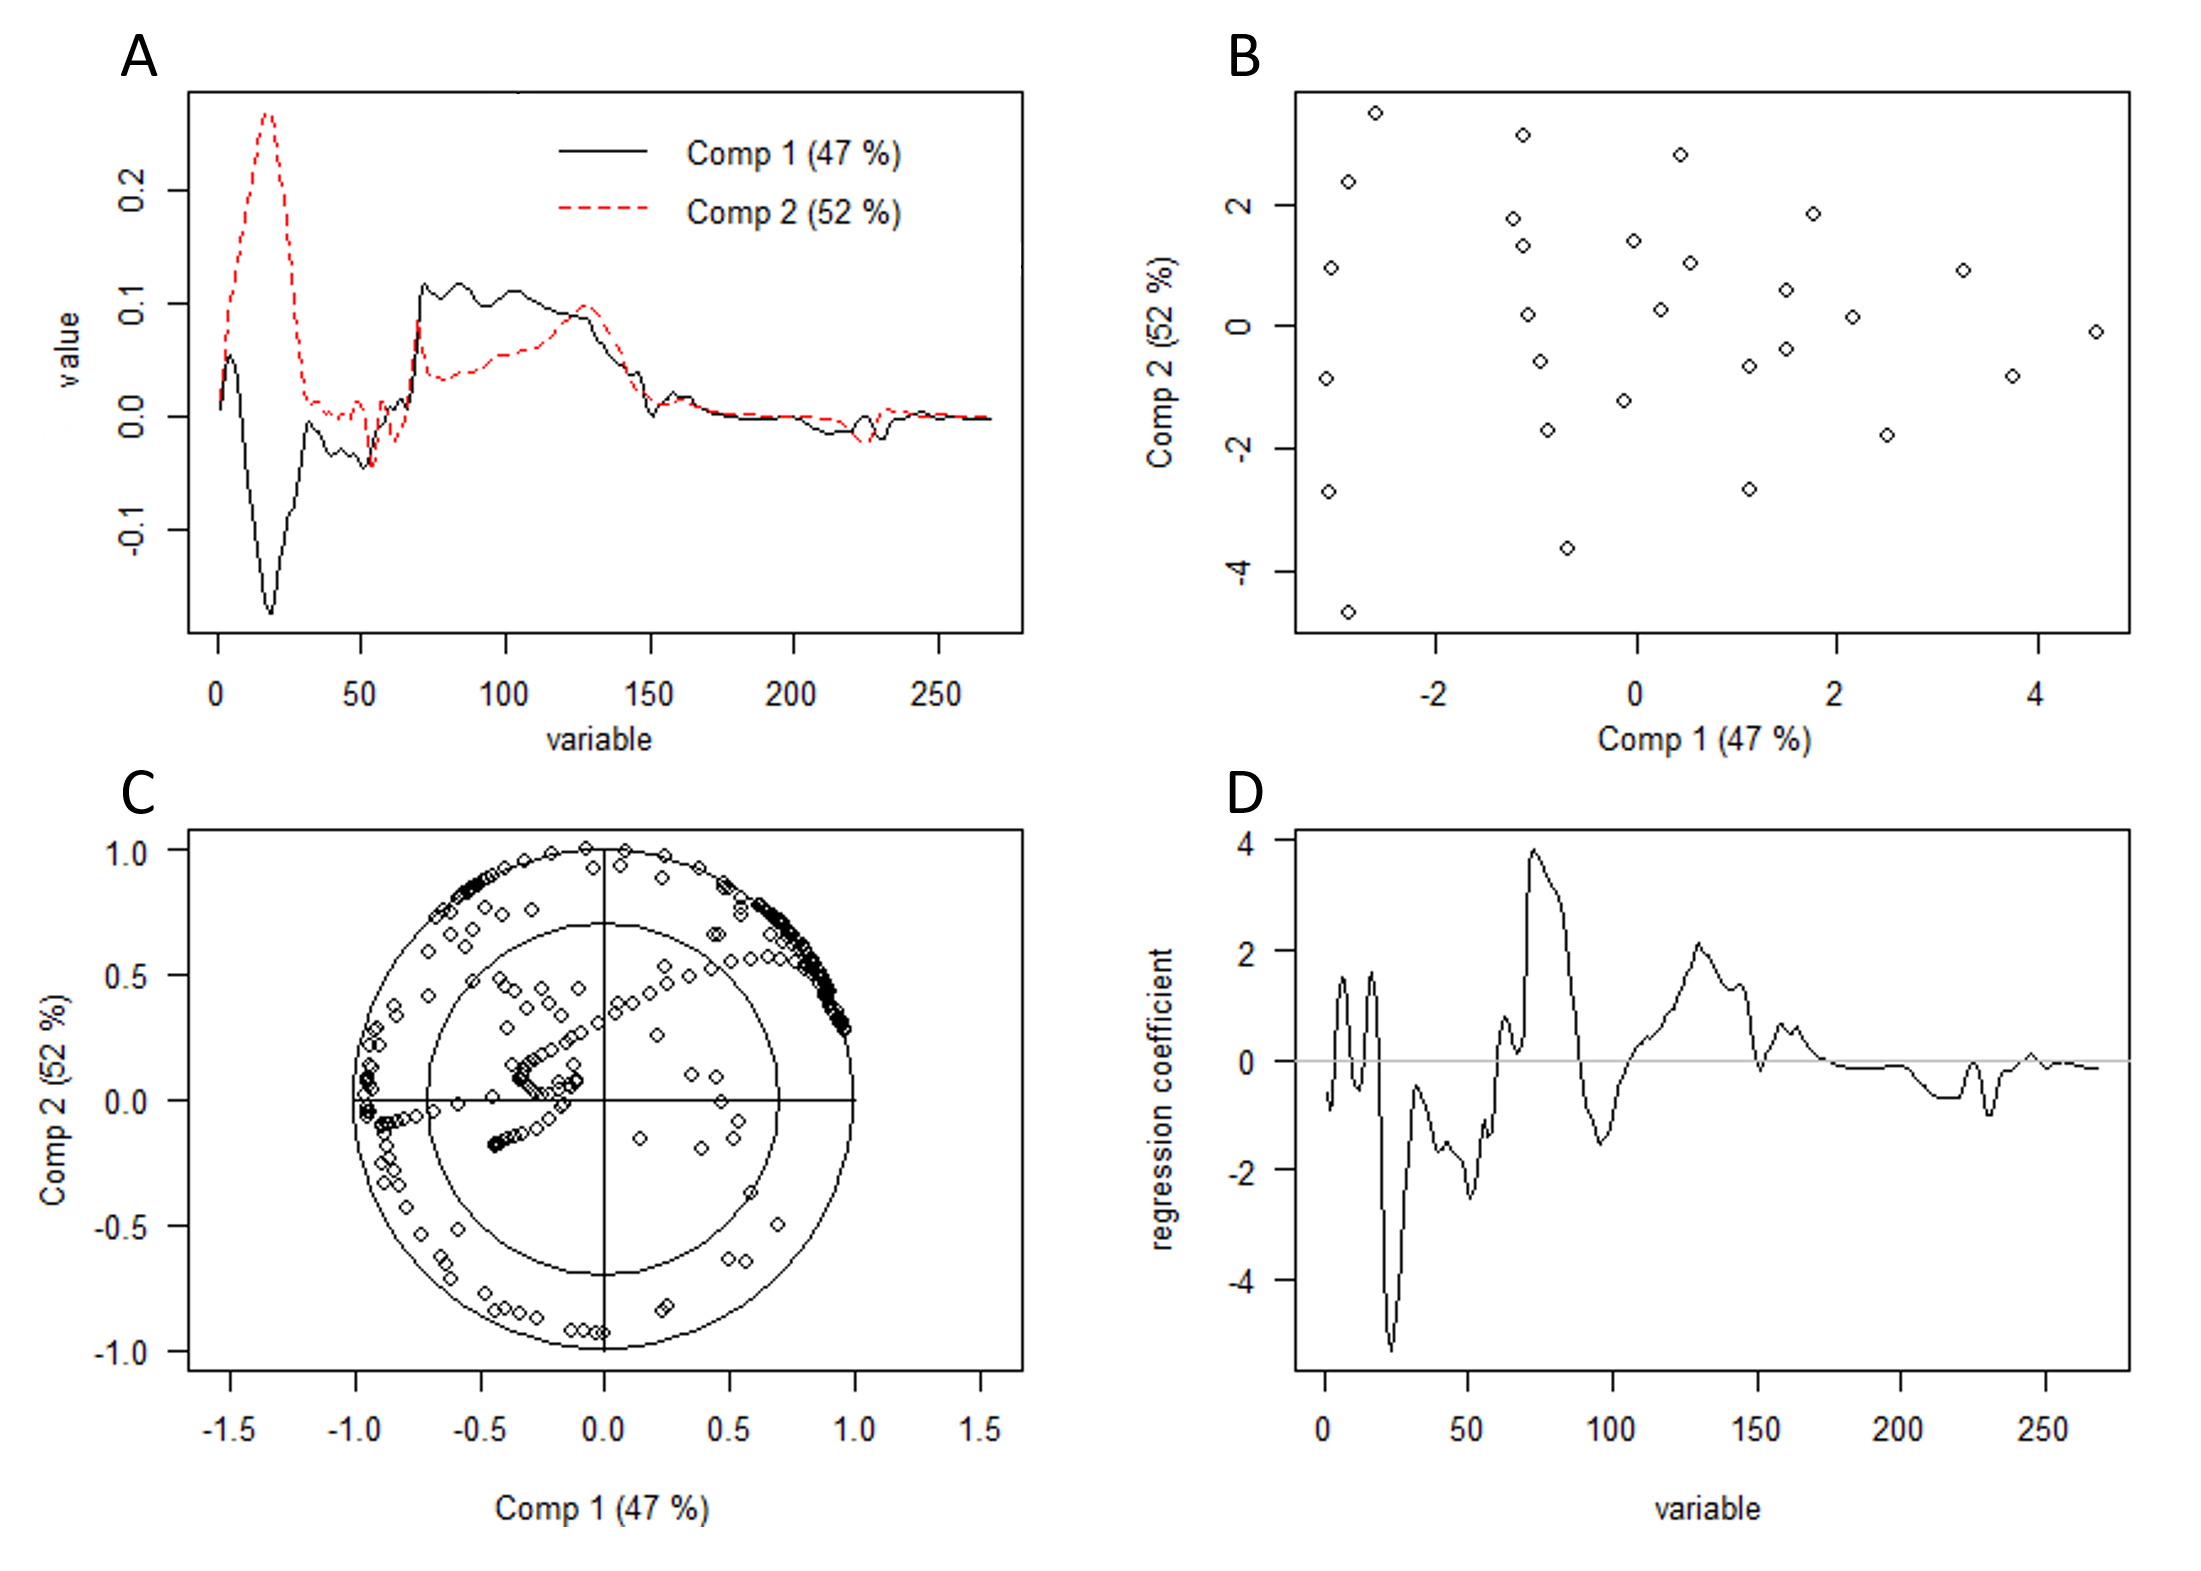 A
value
0.2
0.1
0.0
-0.1
Comp 1 (47 %)
Comp 2 (52 %)
0 50 100 150 200 250
variable
B
Comp 2 (52 %)
2
0
-2
-4
-2 0 2 4
Comp 1 (47 %)
C
Comp 2 (52 %)
1.0
0.5
0.0
-0.5
-1.0
-1.5 -1.0 -0.5 0.0 0.5 1.0 1.5
Comp 1 (47 %)
D
regression coefficient
4
2
0
-2
-4
0 50 100 150 200 250
variable